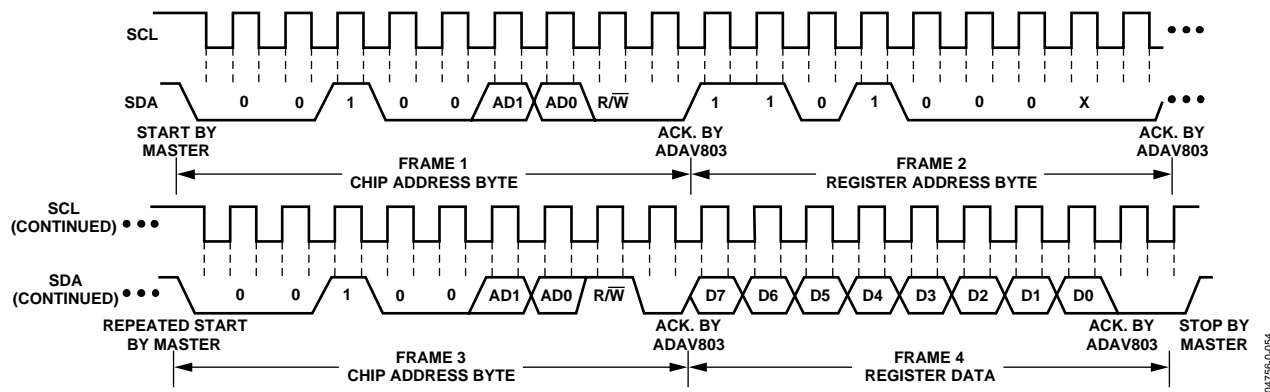 SCL
SDA 0 0 1 0 0 AD1 AD0 R/W̅ 1 1 0 1 0 0 0 X
START BY MASTER
ACK. BY ADAV803
ACK. BY ADAV803
FRAME 1
CHIP ADDRESS BYTE
FRAME 2
REGISTER ADDRESS BYTE
SCL
(CONTINUED)
SDA
(CONTINUED)
0 0 1 0 0 AD1 AD0 R/W̅ D7 D6 D5 D4 D3 D2 D1 D0
REPEATED START
BY MASTER
ACK. BY
ADAV803
ACK. BY
ADAV803
STOP BY
MASTER
FRAME 3
CHIP ADDRESS BYTE
FRAME 4
REGISTER DATA
04756-0-054